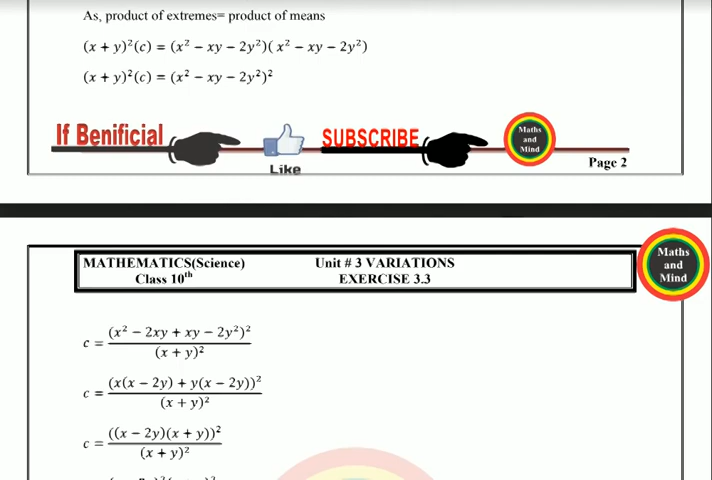 As, product of extremes= product of means
(x + y)²(c) = (x² − xy − 2y²)( x² − xy − 2y²)
(x + y)²(c) = (x² − xy − 2y²)²
If Benificial
Like
SUBSCRIBE
Maths
and
Mind
Page 2
MATHEMATICS(Science) Unit # 3 VARIATIONS
Class 10th EXERCISE 3.3
Maths
and
Mind
c = (x² − 2xy + xy − 2y²)² / (x + y)²
c = (x(x − 2y) + y(x − 2y))² / (x + y)²
c = ((x − 2y)(x + y))² / (x + y)²